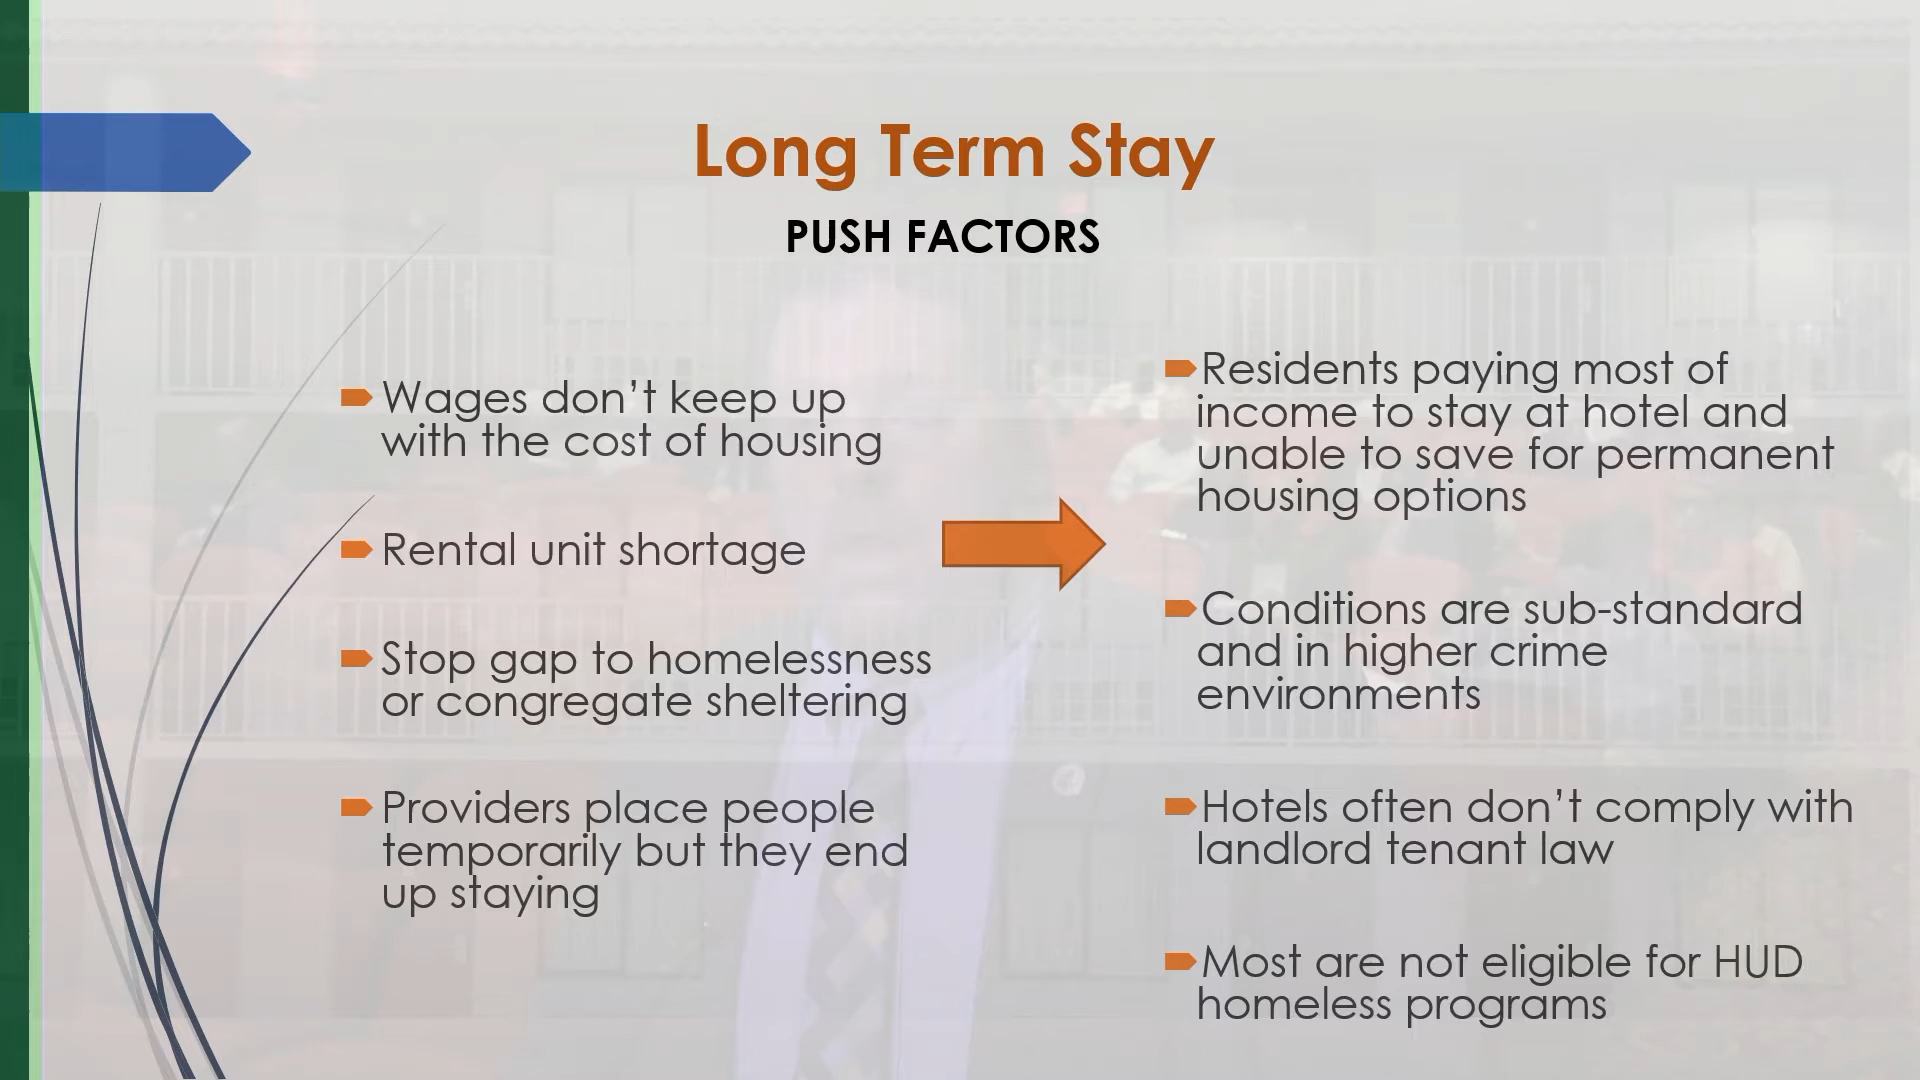 Long Term Stay
PUSH FACTORS
Wages don’t keep up
with the cost of housing
Rental unit shortage
Stop gap to homelessness
or congregate sheltering
Providers place people
temporarily but they end
up staying
Residents paying most of
income to stay at hotel and
unable to save for permanent
housing options
Conditions are sub-standard
and in higher crime
environments
Hotels often don’t comply with
landlord tenant law
Most are not eligible for HUD
homeless programs